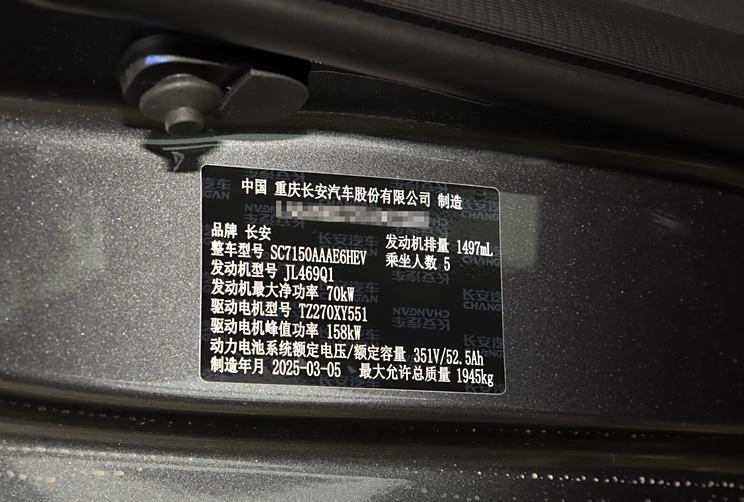 中国 重庆长安汽车股份有限公司 制造
品牌 长安
发动机排量 1497mL
整车型号 SC7150AAAE6HEV
乘坐人数 5
发动机型号 JL469Q1
发动机最大净功率 70kW
驱动电机型号 TZ270XY551
驱动电机峰值功率 158kW
动力电池系统额定电压/额定容量 351V/52.5Ah
制造年月 2025-03-05 最大允许总质量 1945kg
长安汽车
CHANGAN